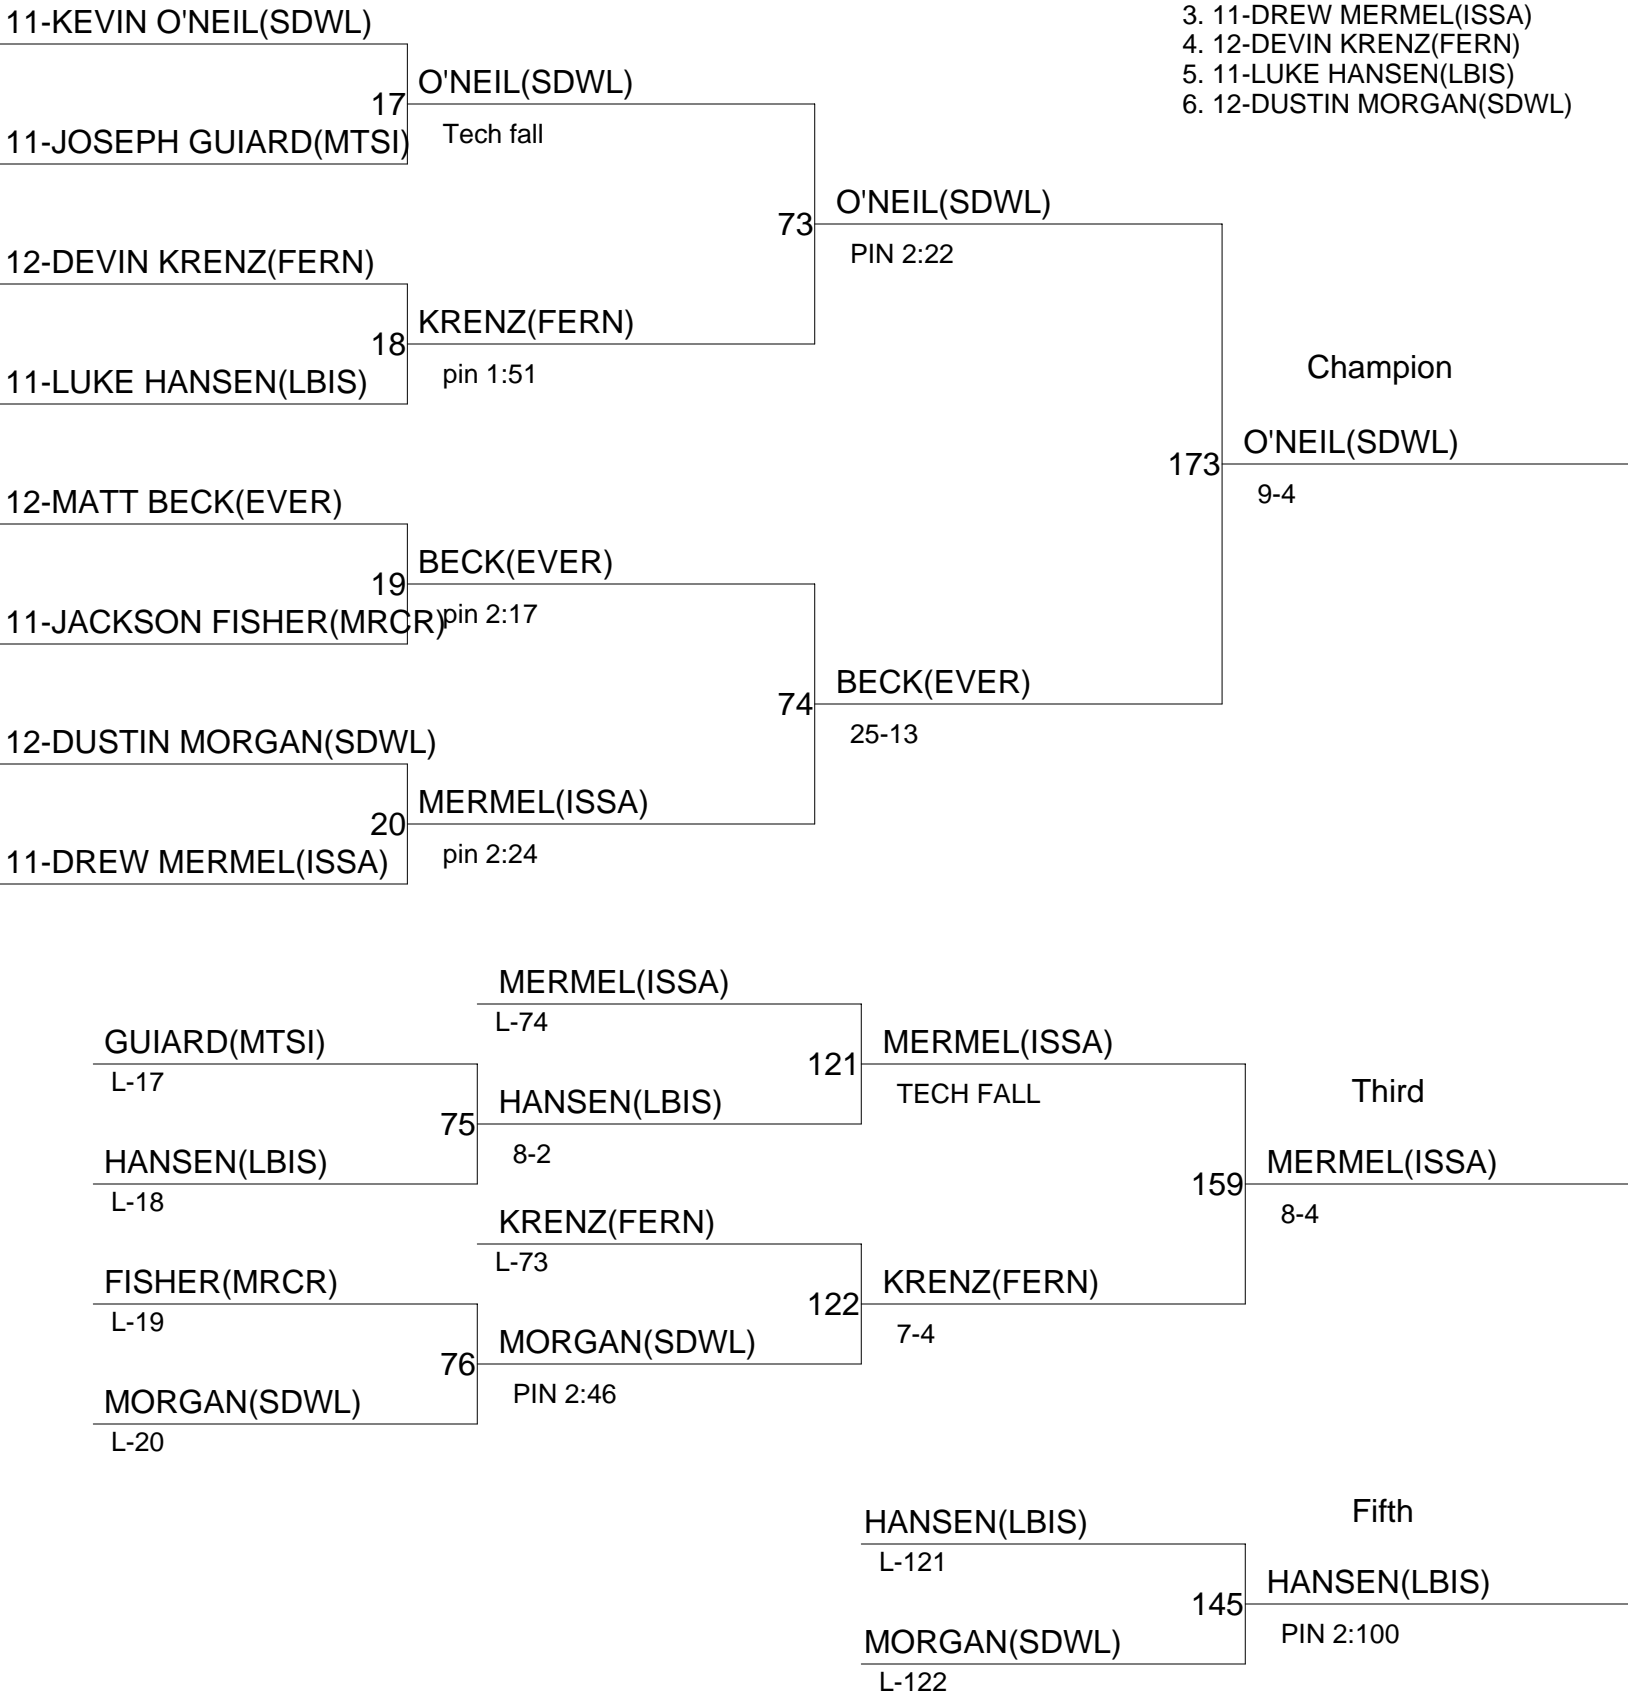 11-KEVIN O'NEIL(SDWL)
3. 11-DREW MERMEL(ISSA)
4. 12-DEVIN KRENZ(FERN)
5. 11-LUKE HANSEN(LBIS)
6. 12-DUSTIN MORGAN(SDWL)
O'NEIL(SDWL)
17
Tech fall
11-JOSEPH GUIARD(MTSI)
O'NEIL(SDWL)
73
PIN 2:22
12-DEVIN KRENZ(FERN)
KRENZ(FERN)
18
pin 1:51
11-LUKE HANSEN(LBIS)
Champion
O'NEIL(SDWL)
173
9-4
12-MATT BECK(EVER)
BECK(EVER)
19
pin 2:17
11-JACKSON FISHER(MRCR)
BECK(EVER)
74
25-13
12-DUSTIN MORGAN(SDWL)
MERMEL(ISSA)
20
pin 2:24
11-DREW MERMEL(ISSA)
MERMEL(ISSA)
L-74
GUIARD(MTSI)
L-17
121
MERMEL(ISSA)
TECH FALL
HANSEN(LBIS)
75
8-2
HANSEN(LBIS)
L-18
Third
MERMEL(ISSA)
159
8-4
KRENZ(FERN)
L-73
FISHER(MRCR)
L-19
122
KRENZ(FERN)
7-4
MORGAN(SDWL)
76
PIN 2:46
MORGAN(SDWL)
L-20
Fifth
HANSEN(LBIS)
L-121
HANSEN(LBIS)
145
PIN 2:100
MORGAN(SDWL)
L-122